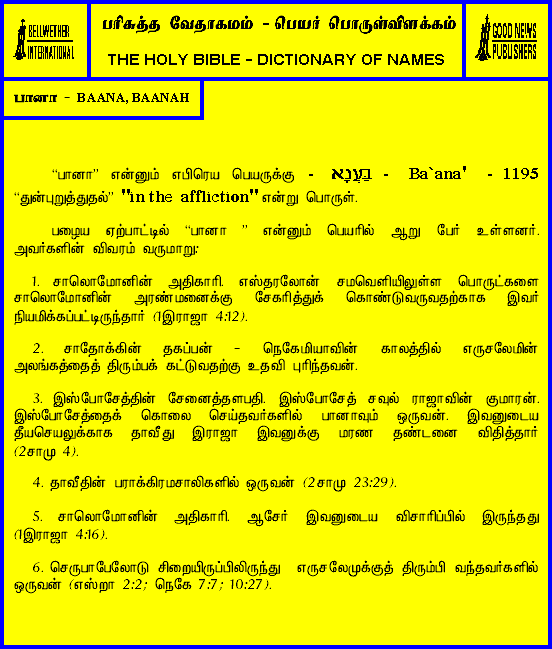 BELLWETHER
INTERNATIONAL
பரிசுத்த வேதாகமம் - பெயர் பொருள்விளக்கம்
THE HOLY BIBLE - DICTIONARY OF NAMES
GOOD NEWS
PUBLISHERS
பானா - BAANA, BAANAH
“பானா” என்னும் எபிரெய பெயருக்கு - בַּעֲנָא - Ba`ana' - 1195
“துன்புறுத்துதல்” "in the affliction" என்று பொருள்.
பழைய ஏற்பாட்டில் “பானா ” என்னும் பெயரில் ஆறு பேர் உள்ளனர்.
அவர்களின் விவரம் வருமாறு:
1. சாலொமோனின் அதிகாரி. எஸ்தரலோன் சமவெளியிலுள்ள பொருட்களை
சாலொமோனின் அரண்மனைக்கு சேகரித்துக் கொண்டுவருவதற்காக இவர்
நியமிக்கப்பட்டிருந்தார் (1இராஜா 4:12).
2. சாதோக்கின் தகப்பன் - நெகேமியாவின் காலத்தில் எருசலேமின்
அலங்கத்தைத் திரும்பக் கட்டுவதற்கு உதவி புரிந்தவன்.
3. இஸ்போசேத்தின் சேனைத்தளபதி. இஸ்போசேத் சவுல் ராஜாவின் குமாரன்.
இஸ்போசேத்தைக் கொலை செய்தவர்களில் பானாவும் ஒருவன். இவனுடைய
தீயசெயலுக்காக தாவீது இராஜா இவனுக்கு மரண தண்டனை விதித்தார்
(2சாமு 4).
4. தாவீதின் பராக்கிரமசாலிகளில் ஒருவன் (2சாமு 23:29).
5. சாலொமோனின் அதிகாரி. ஆசேர் இவனுடைய விசாரிப்பில் இருந்தது
(1இராஜா 4:16).
6. செருபாபேலோடு சிறையிருப்பிலிருந்து எருசலேமுக்குத் திரும்பி வந்தவர்களில்
ஒருவன் (எஸ்றா 2:2; நெகே 7:7; 10:27).